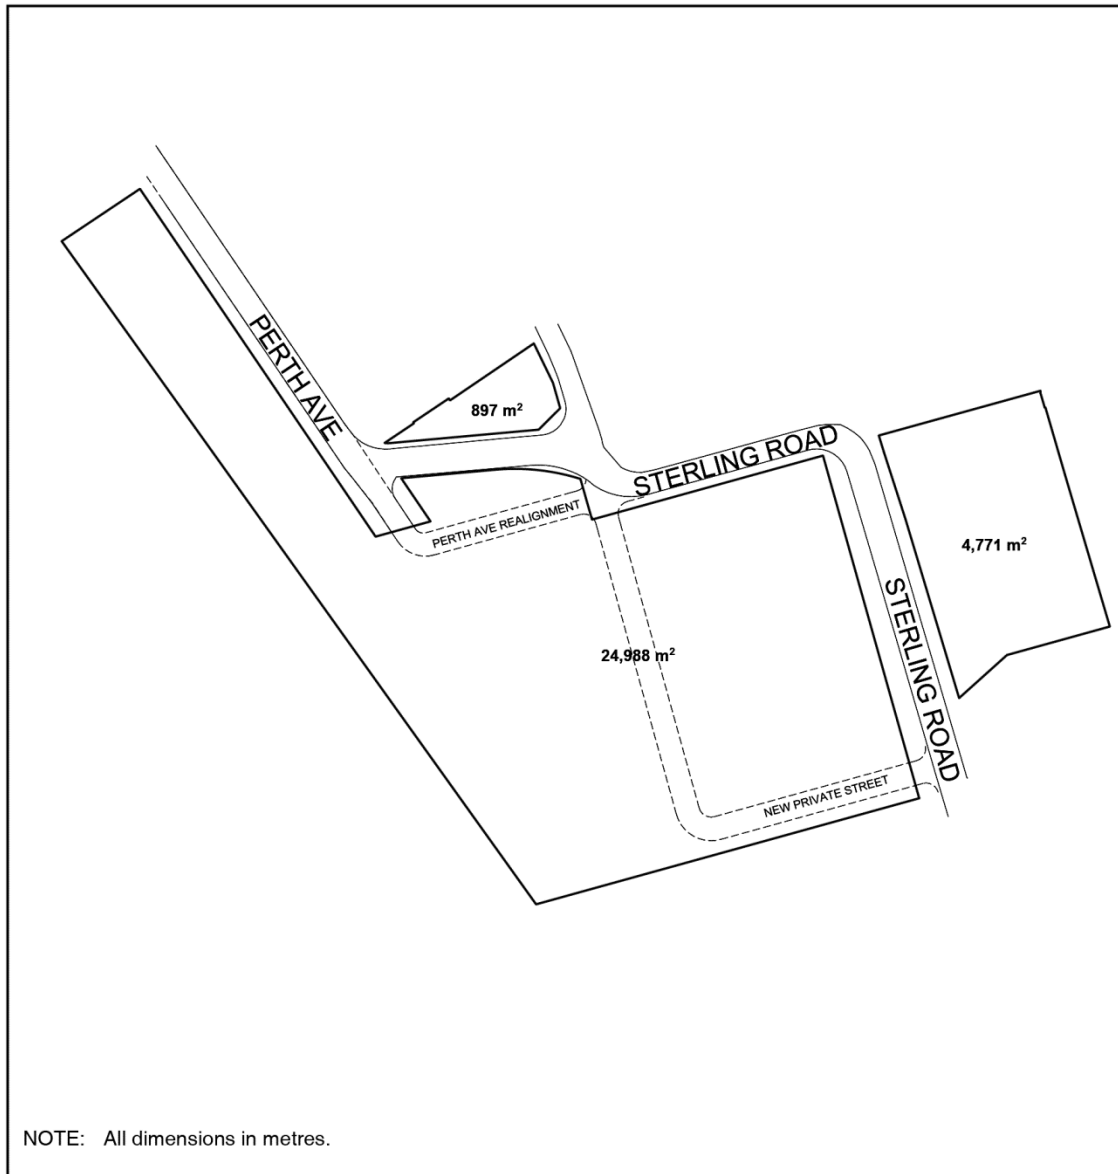 PERTH AVE
897 m²
STERLING ROAD
PERTH AVE REALIGNMENT
4,771 m²
STERLING ROAD
24,988 m²
NEW PRIVATE STREET
NOTE: All dimensions in metres.